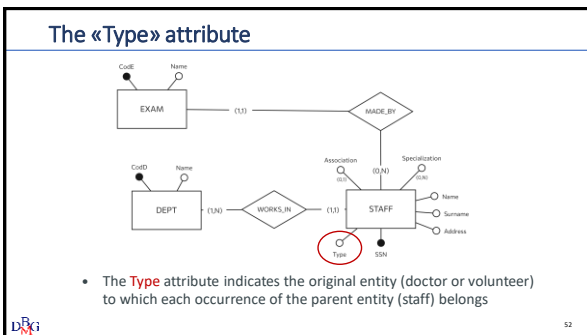 The «Type» attribute
CodE
Name
EXAM
(1,1)
MADE_BY
(0,N)
Association
(0,1)
Specialization
(0,N)
CodD
Name
DEPT
(1,N)
WORKS_IN
(1,1)
STAFF
Name
Surname
Address
Type
SSN
• The Type attribute indicates the original entity (doctor or volunteer)
to which each occurrence of the parent entity (staff) belongs
DBMG
52